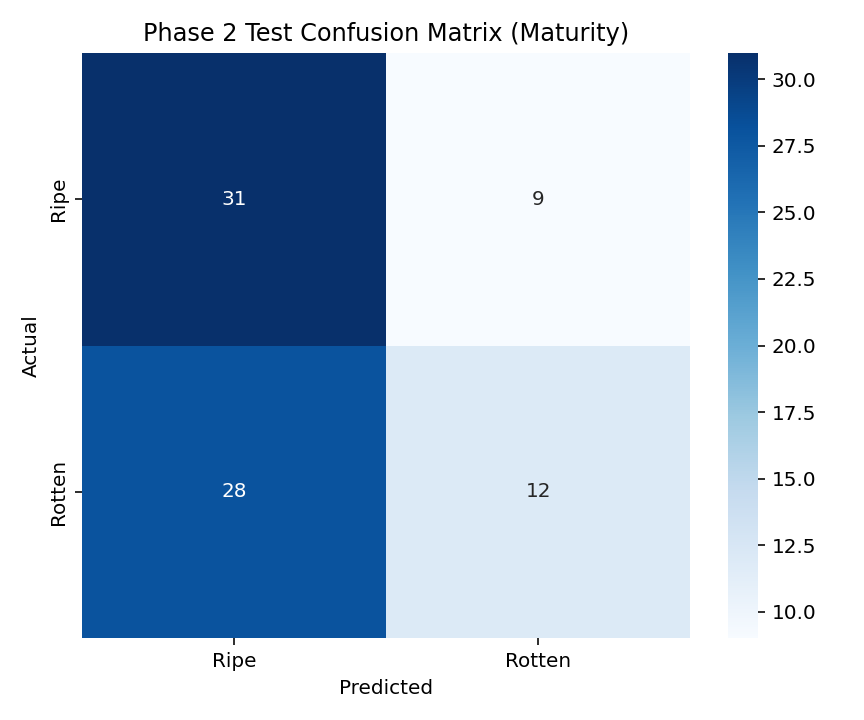 Phase 2 Test Confusion Matrix (Maturity)
Actual
Ripe
Rotten
31
9
28
12
Ripe
Rotten
Predicted
30.0
27.5
25.0
22.5
20.0
17.5
15.0
12.5
10.0